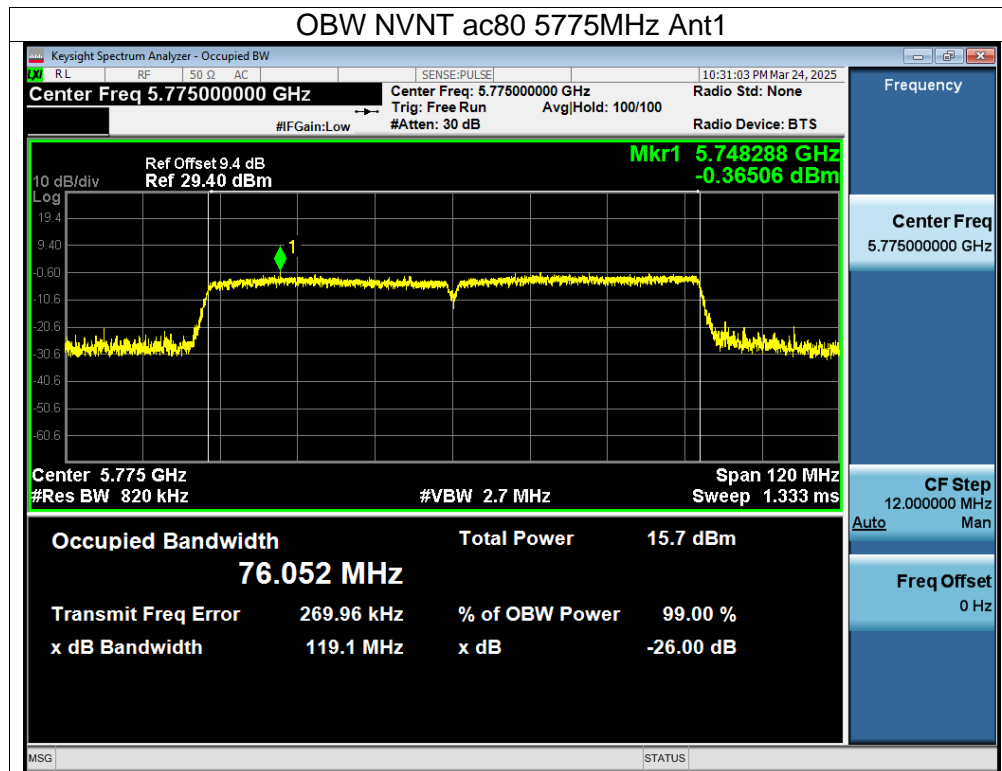 OBW NVNT ac80 5775MHz Ant1
Keysight Spectrum Analyzer - Occupied BW
LXI RL RF 50 Ω AC SENSE:PULSE 10:31:03 PM Mar 24, 2025
Center Freq 5.775000000 GHz Center Freq: 5.775000000 GHz Radio Std: None
Trig: Free Run Avg|Hold: 100/100
#IFGain:Low #Atten: 30 dB Radio Device: BTS
Mkr1 5.748288 GHz
-0.36506 dBm
Ref Offset 9.4 dB
10 dB/div Ref 29.40 dBm
Log
19.4
9.40
-0.60
-10.6
-20.6
-30.6
-40.6
-50.6
-60.6
1
Center 5.775 GHz Span 120 MHz
#Res BW 820 kHz #VBW 2.7 MHz Sweep 1.333 ms
Occupied Bandwidth Total Power 15.7 dBm
76.052 MHz
Transmit Freq Error 269.96 kHz % of OBW Power 99.00 %
x dB Bandwidth 119.1 MHz x dB -26.00 dB
Frequency
Center Freq
5.775000000 GHz
CF Step
12.000000 MHz
Auto Man
Freq Offset
0 Hz
MSG STATUS